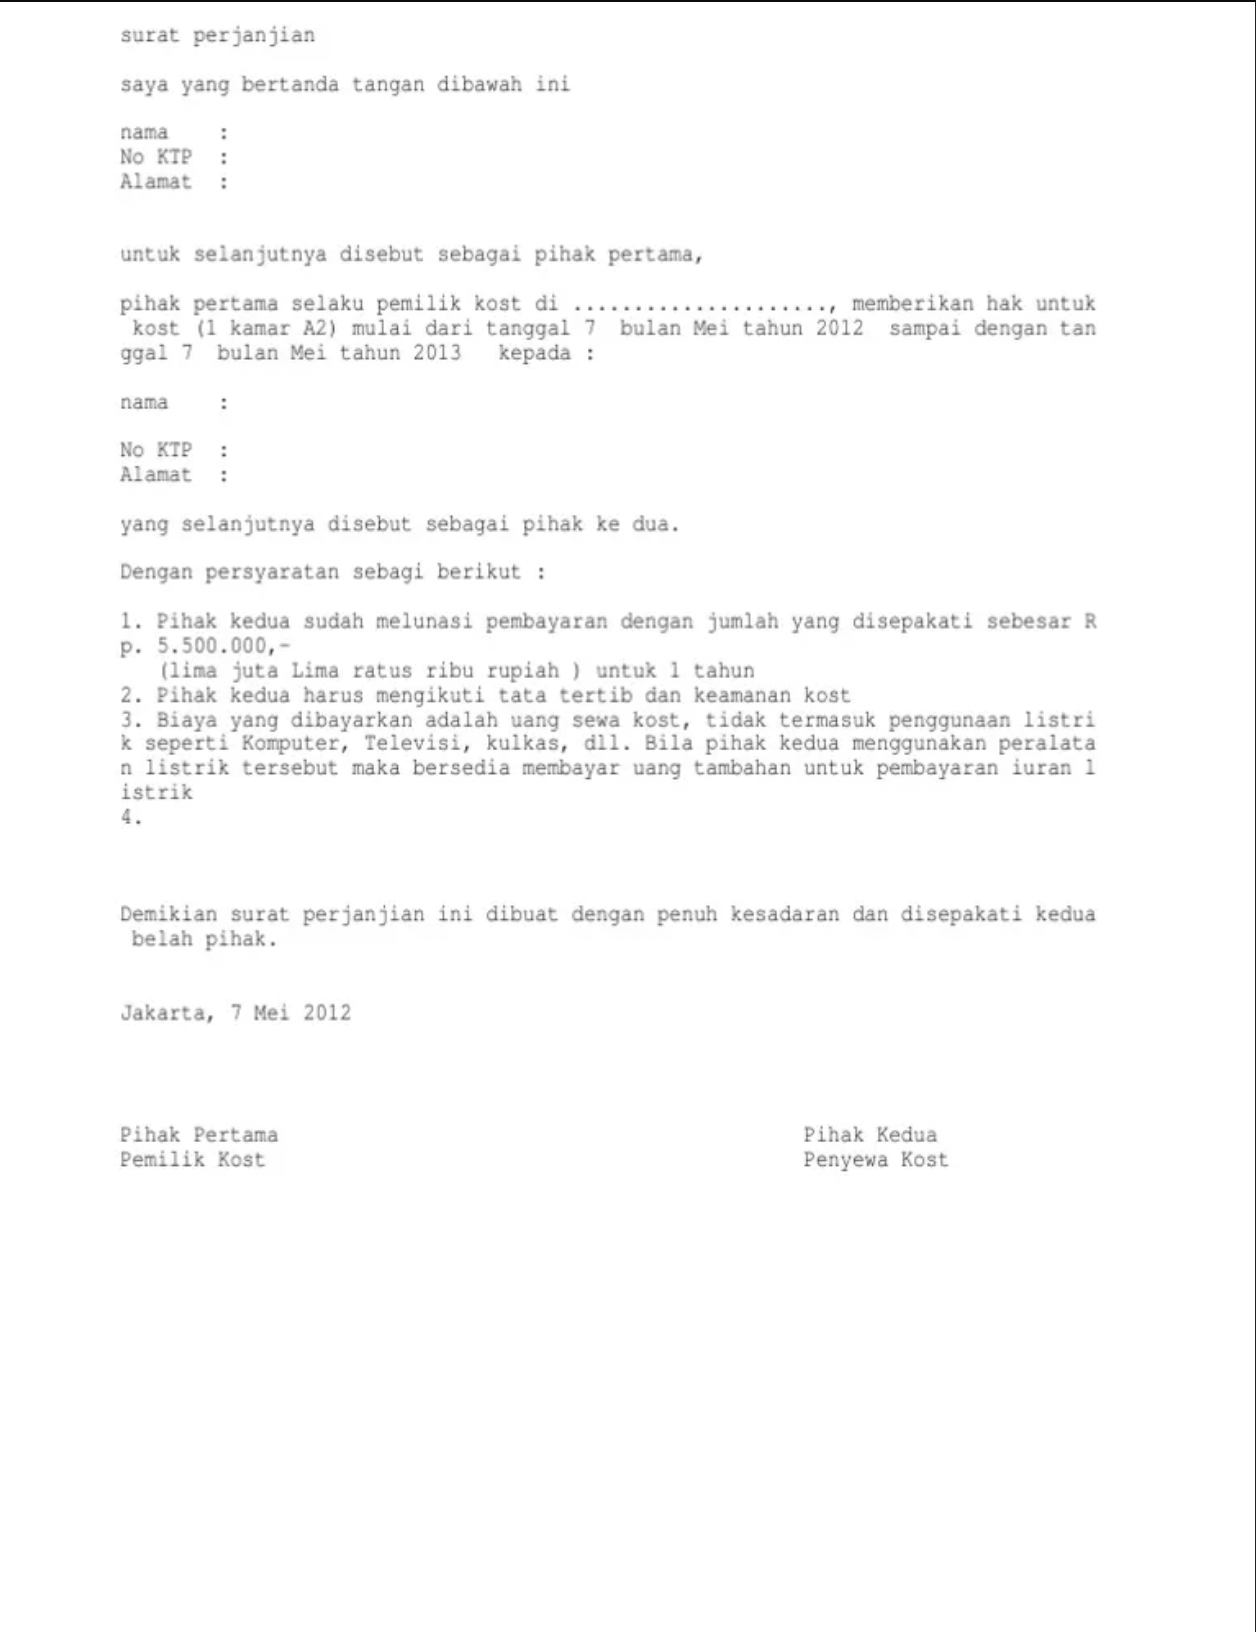 surat perjanjian
saya yang bertanda tangan dibawah ini
nama    :
No KTP  :
Alamat  :
untuk selanjutnya disebut sebagai pihak pertama,
pihak pertama selaku pemilik kost di ....................., memberikan hak untuk
kost (1 kamar A2) mulai dari tanggal 7  bulan Mei tahun 2012  sampai dengan tan
ggal 7  bulan Mei tahun 2013   kepada :
nama    :
No KTP  :
Alamat  :
yang selanjutnya disebut sebagai pihak ke dua.
Dengan persyaratan sebagi berikut :
1. Pihak kedua sudah melunasi pembayaran dengan jumlah yang disepakati sebesar R
p. 5.500.000,-
(lima juta Lima ratus ribu rupiah ) untuk 1 tahun
2. Pihak kedua harus mengikuti tata tertib dan keamanan kost
3. Biaya yang dibayarkan adalah uang sewa kost, tidak termasuk penggunaan listri
k seperti Komputer, Televisi, kulkas, dll. Bila pihak kedua menggunakan peralata
n listrik tersebut maka bersedia membayar uang tambahan untuk pembayaran iuran l
istrik
4.
Demikian surat perjanjian ini dibuat dengan penuh kesadaran dan disepakati kedua
belah pihak.
Jakarta, 7 Mei 2012
Pihak Pertama                                           Pihak Kedua
Pemilik Kost                                            Penyewa Kost